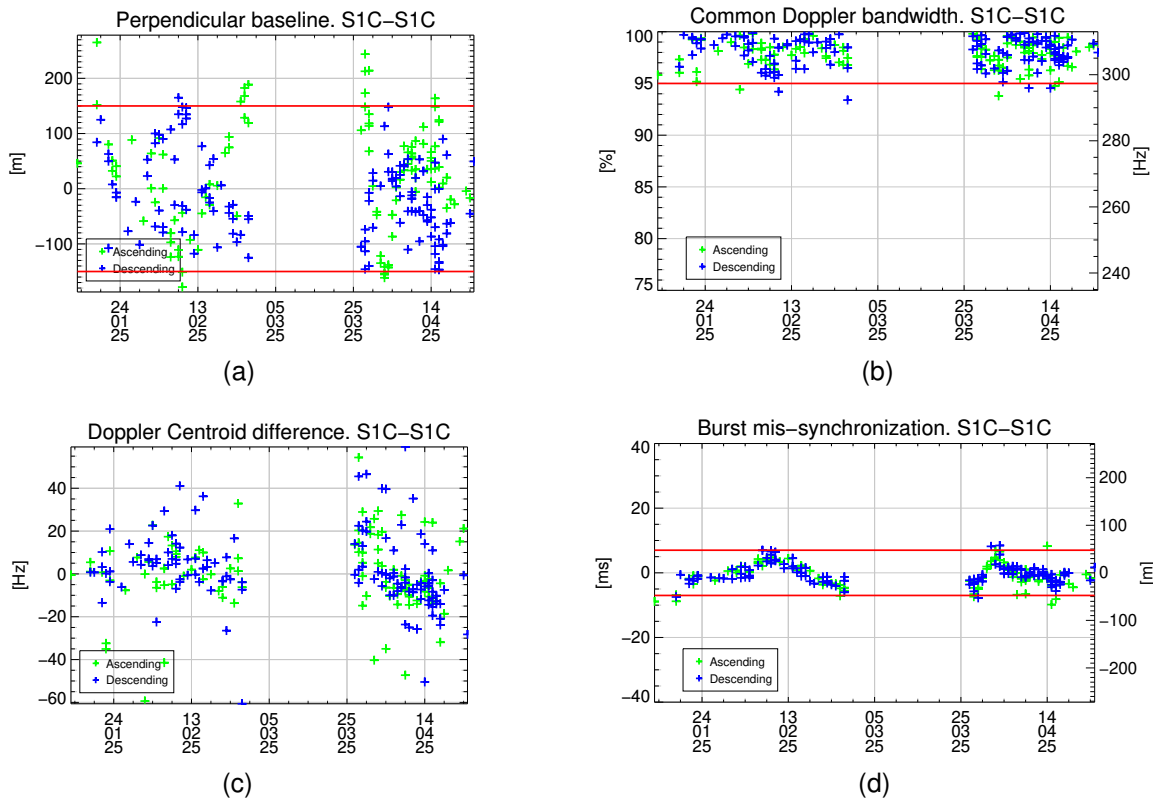 Perpendicular baseline. S1C−S1C
200
100
0
−100
[m]
Ascending
Descending
24 13 05 25 14
01 02 03 03 04
25 25 25 25 25
(a)
Common Doppler bandwidth. S1C−S1C
100
95
90
85
80
75
[%]
300
280
260
240
[Hz]
Ascending
Descending
24 13 05 25 14
01 02 03 03 04
25 25 25 25 25
(b)
Doppler Centroid difference. S1C−S1C
40
20
0
−20
−40
−60
[Hz]
Ascending
Descending
24 13 05 25 14
01 02 03 03 04
25 25 25 25 25
(c)
Burst mis−synchronization. S1C−S1C
40
20
0
−20
−40
[ms]
200
100
0
−100
−200
[m]
Ascending
Descending
24 13 05 25 14
01 02 03 03 04
25 25 25 25 25
(d)